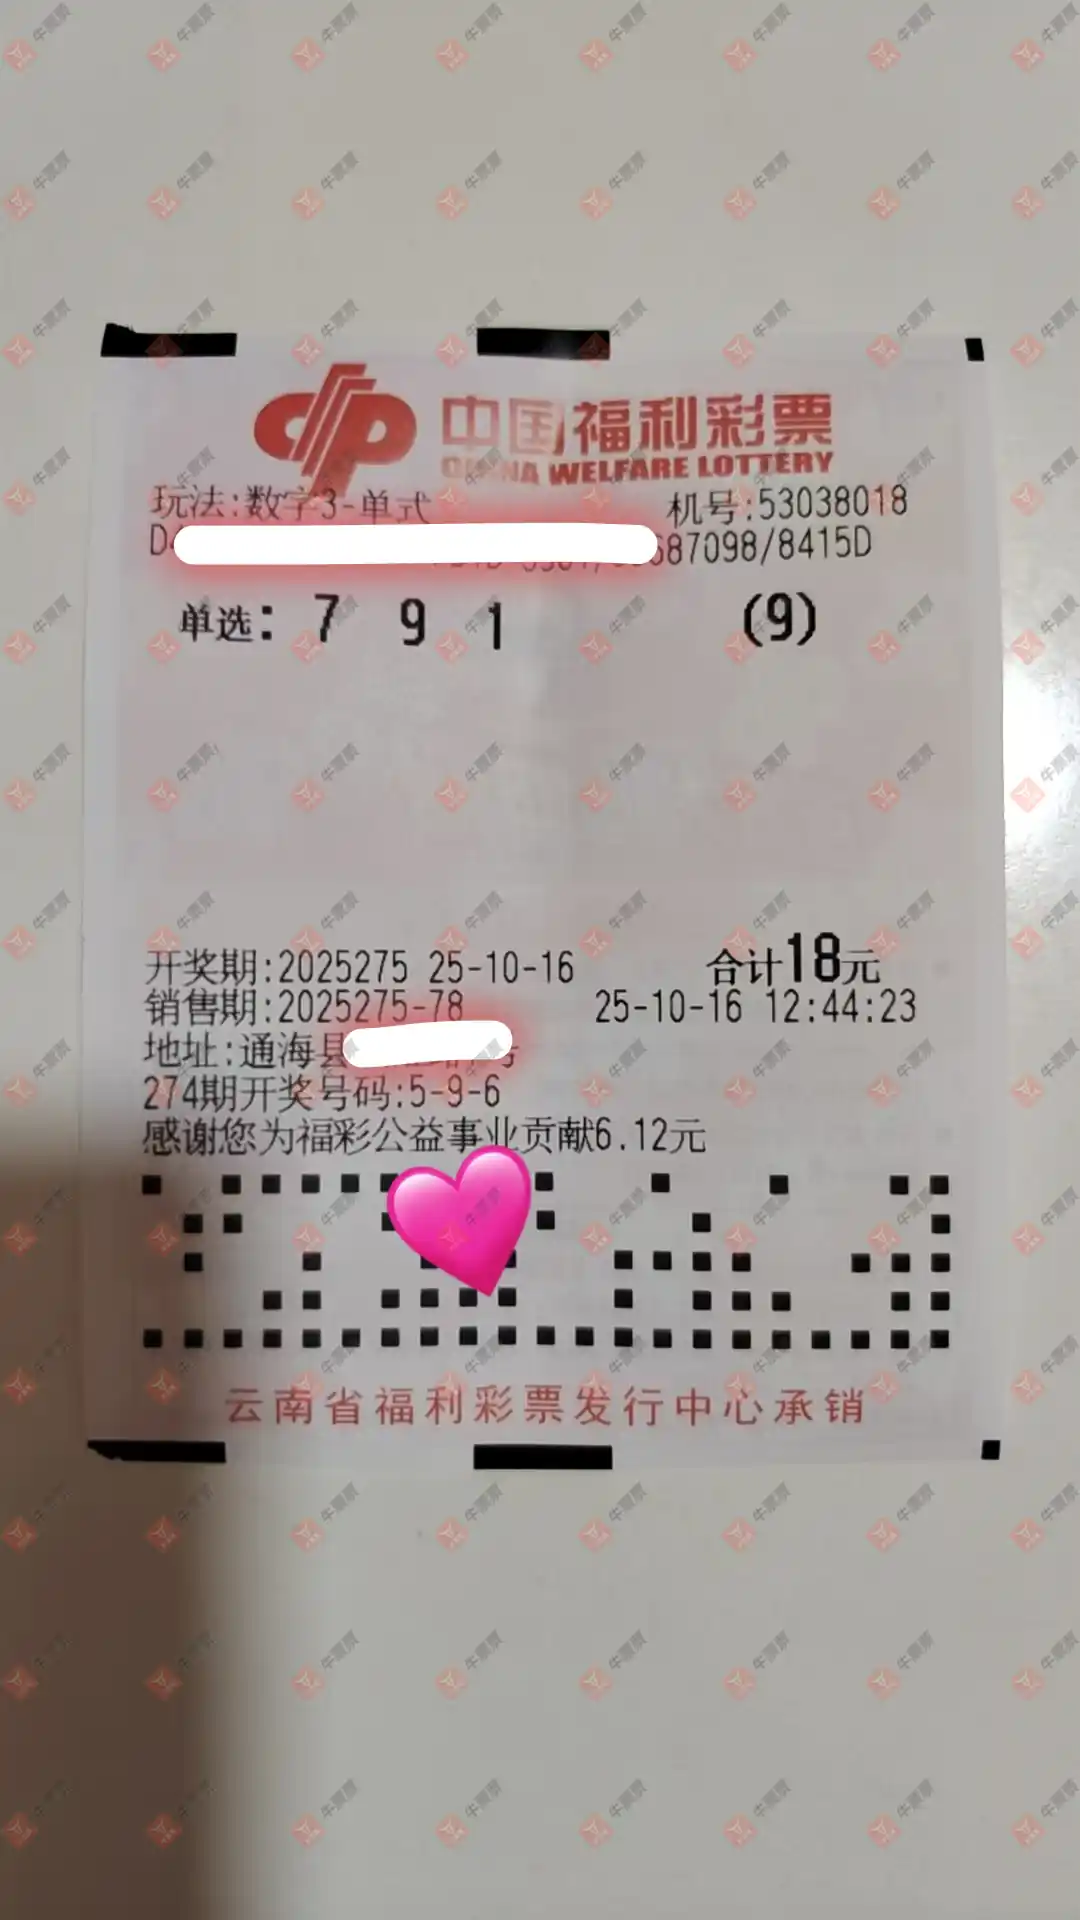 中国福利彩票
CHINA WELFARE LOTTERY
玩法:数字3-单式 机号:53038018
687098/8415D
单选: 7 9 1 (9)
开奖期:2025275 25-10-16 合计18元
销售期:2025275-78 25-10-16 12:44:23
地址:通海县
274期开奖号码:5-9-6
感谢您为福彩公益事业贡献6.12元
云南省福利彩票发行中心承销
牛票票